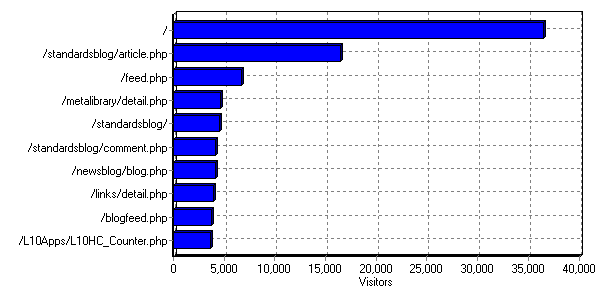 /
/standardsblog/article.php
/feed.php
/metalibrary/detail.php
/standardsblog/
/standardsblog/comment.php
/newsblog/blog.php
/links/detail.php
/blogfeed.php
/L10Apps/L10HC_Counter.php
0 5,000 10,000 15,000 20,000 25,000 30,000 35,000 40,000
Visitors